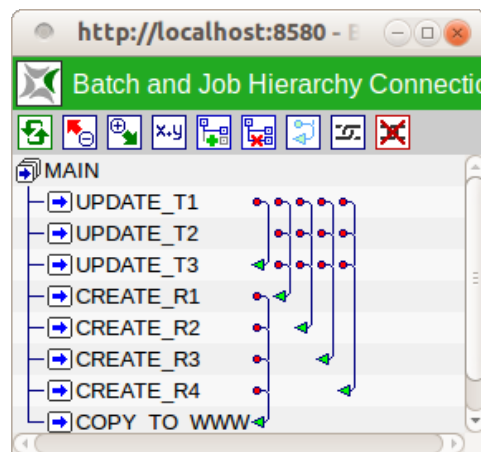 http://localhost:8580 - B
Batch and Job Hierarchy Connectio
x+y
MAIN
UPDATE_T1
UPDATE_T2
UPDATE_T3
CREATE_R1
CREATE_R2
CREATE_R3
CREATE_R4
COPY_TO_WWW